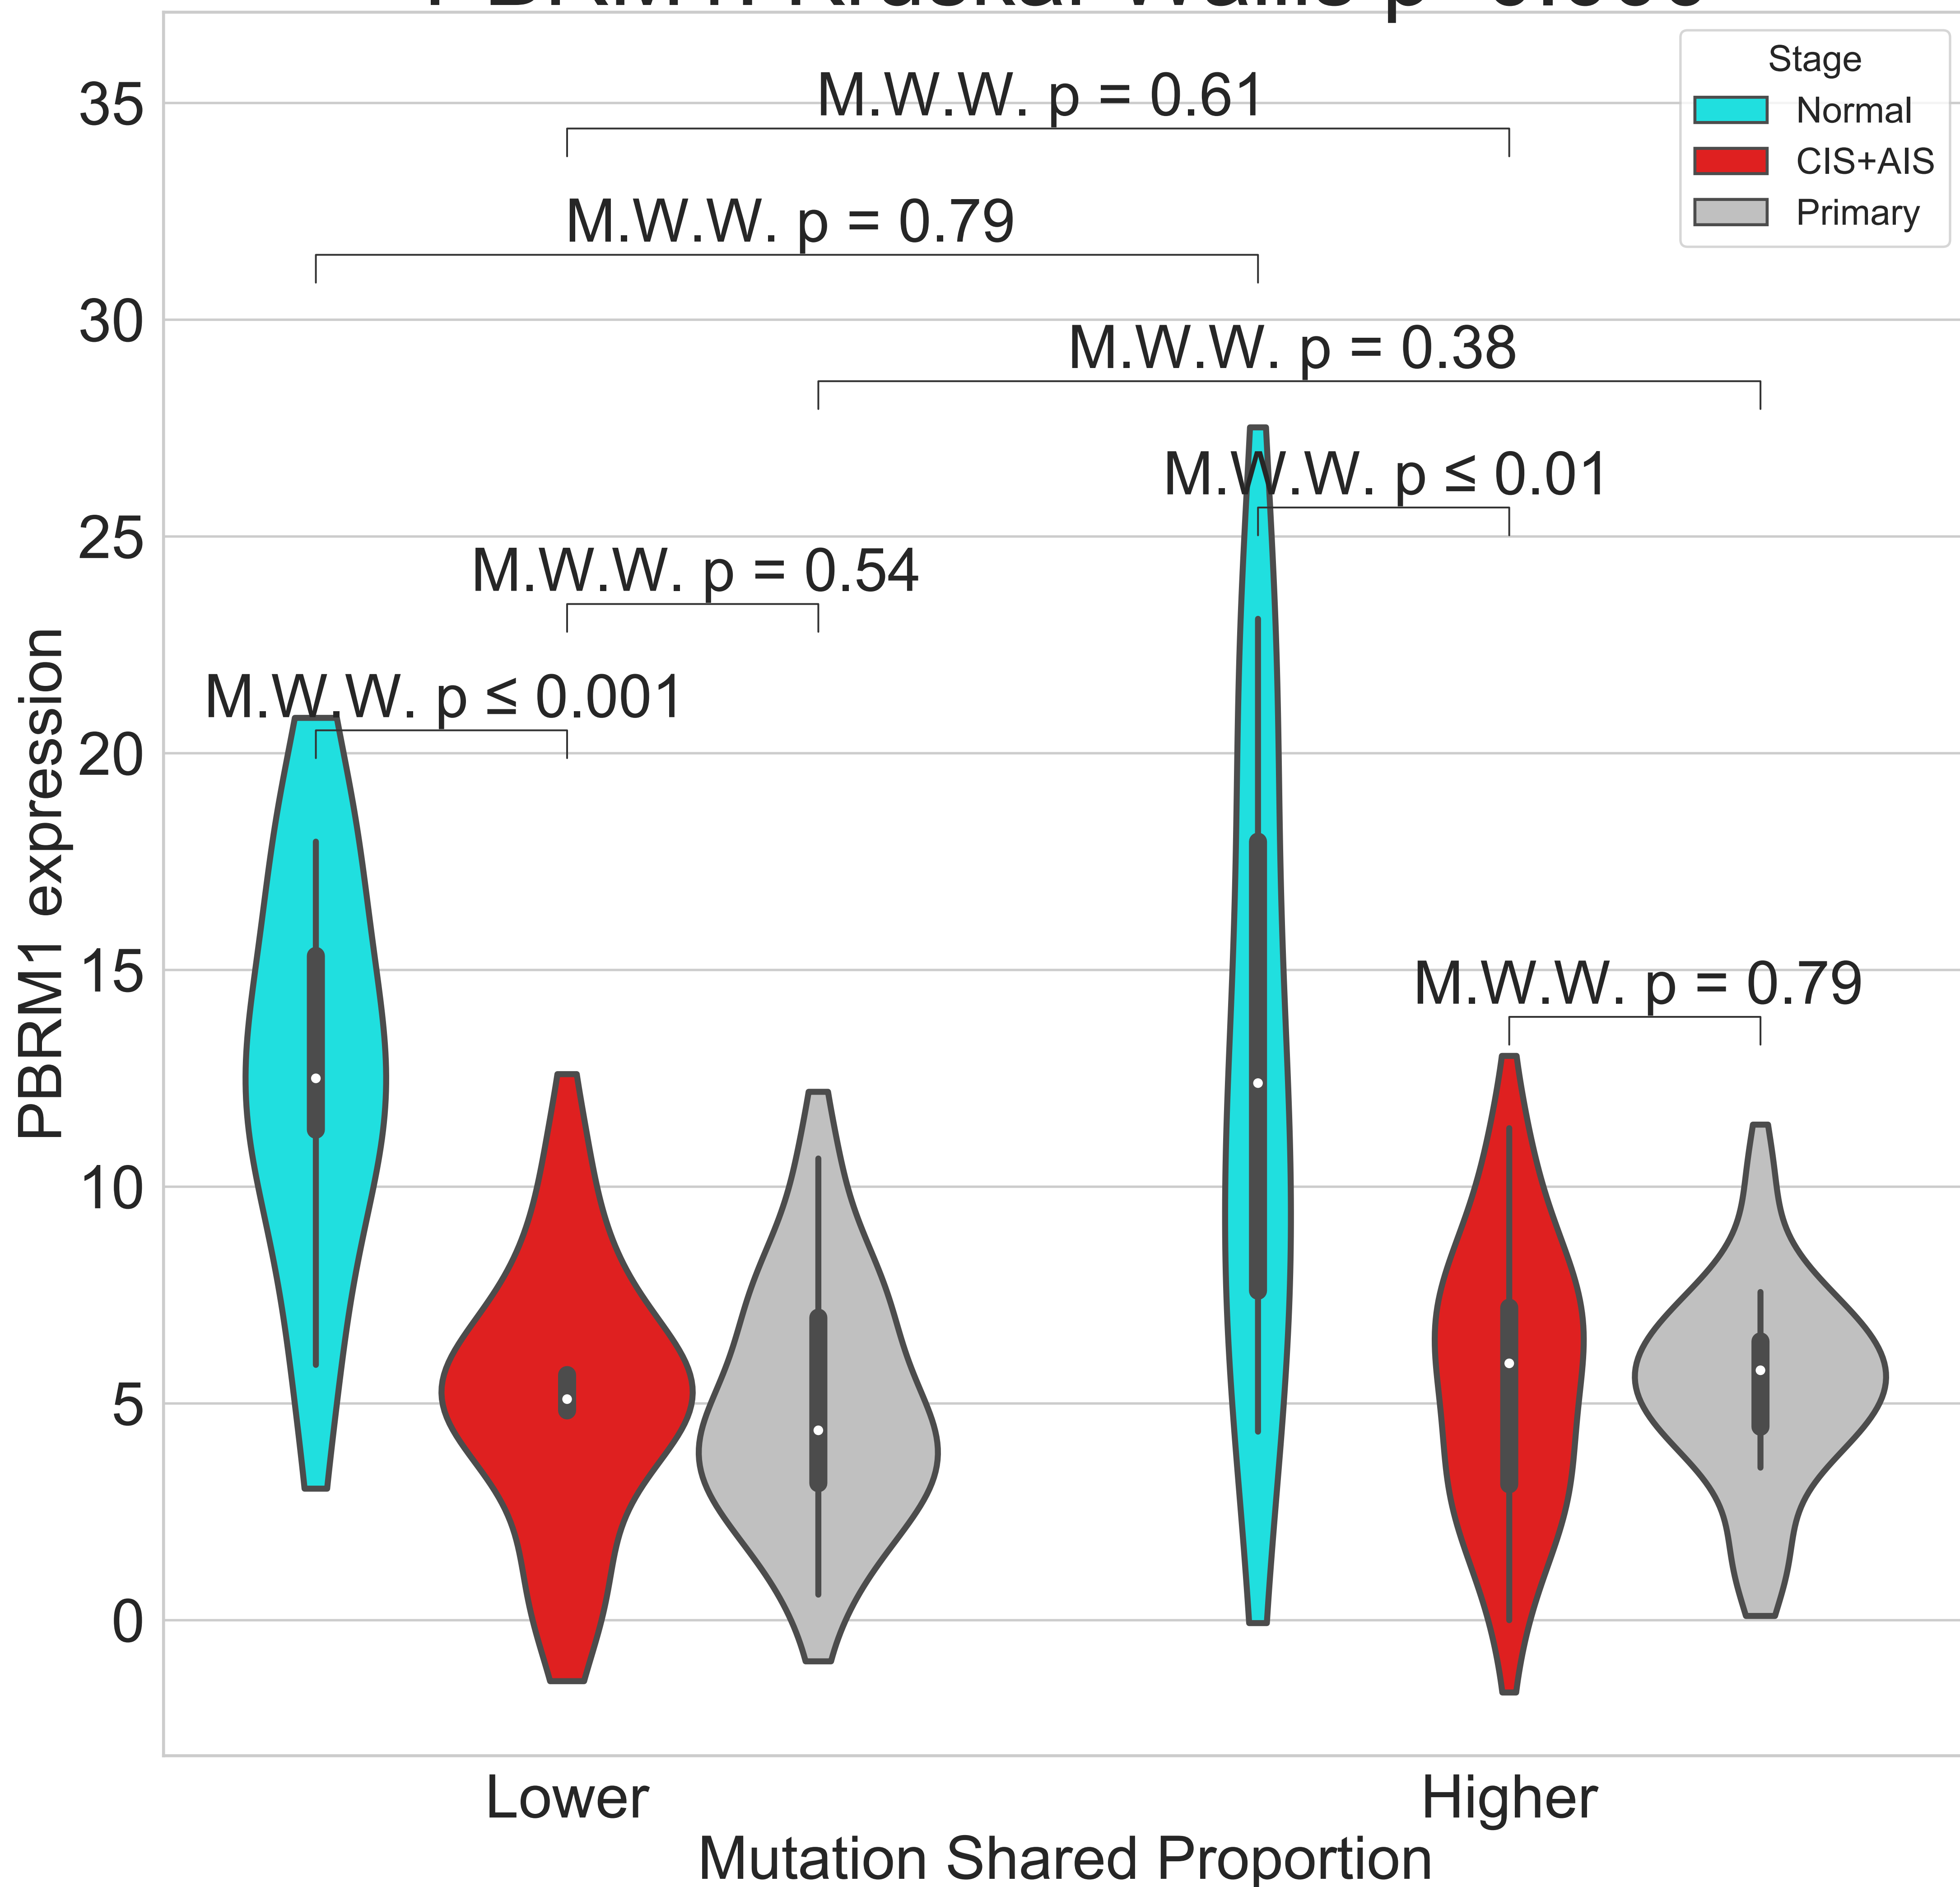 Stage
Normal
CIS+AIS
Primary
M.W.W. p = 0.61
M.W.W. p = 0.79
M.W.W. p = 0.38
M.W.W. p ≤ 0.01
M.W.W. p = 0.54
M.W.W. p ≤ 0.001
M.W.W. p = 0.79
35
30
25
20
15
10
5
0
PBRM1 expression
Lower
Higher
Mutation Shared Proportion